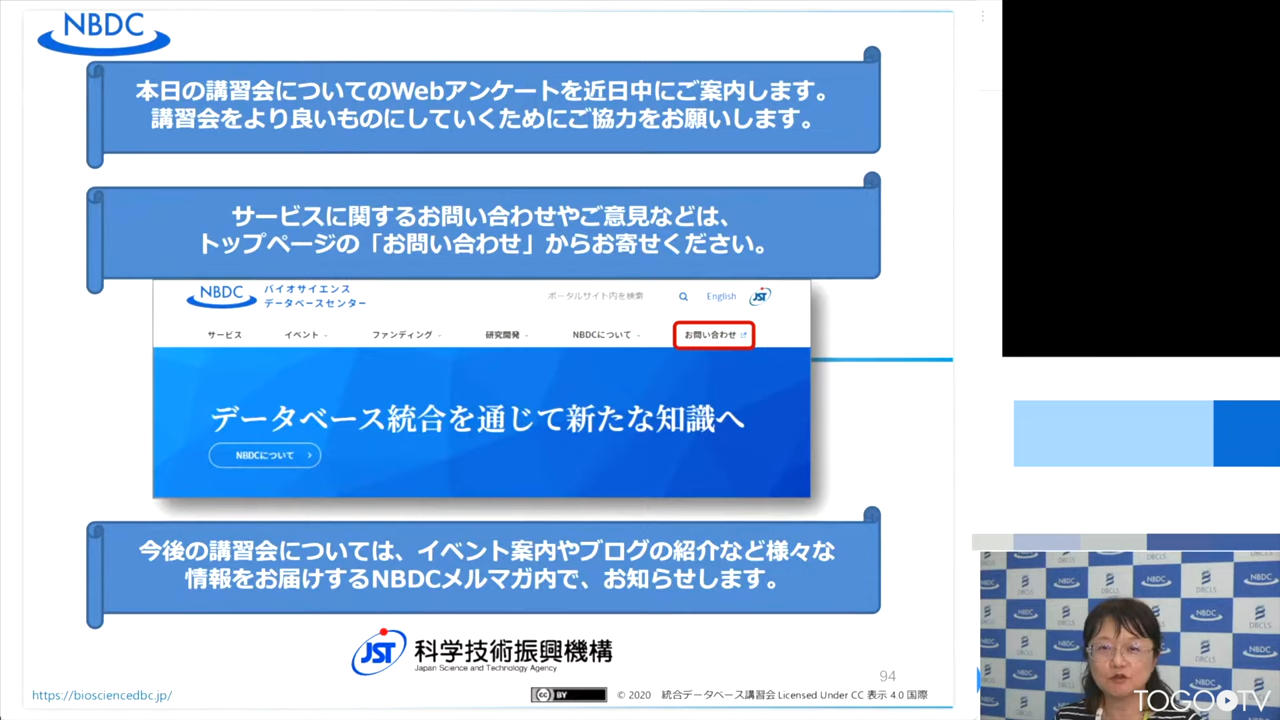 NBDC
本日の講習会についてのWebアンケートを近日中にご案内します。
講習会をより良いものにしていくためにご協力をお願いします。
サービスに関するお問い合わせやご意見などは、
トップページの「お問い合わせ」からお寄せください。
NBDC バイオサイエンス
データベースセンター
ポータルサイト内を検索 English JST
サービス イベント ファンディング 研究開発 NBDCについて お問い合わせ
データベース統合を通じて新たな知識へ
NBDCについて
今後の講習会については、イベント案内やブログの紹介など様々な
情報をお届けするNBDCメルマガ内で、お知らせします。
JST 科学技術振興機構
Japan Science and Technology Agency
94
https://biosciencedbc.jp/
CC BY © 2020 統合データベース講習会 Licensed Under CC 表示 4.0 国際
TOGO TV